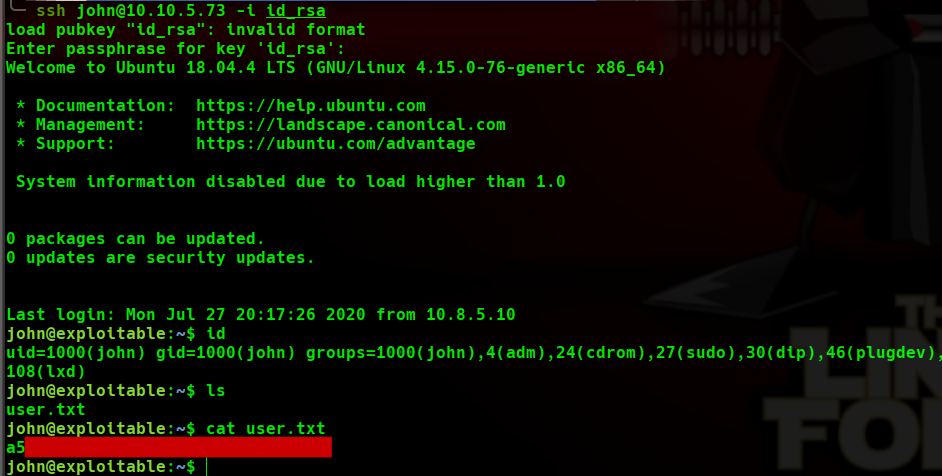 ssh john@10.10.5.73 -i id_rsa
load pubkey "id_rsa": invalid format
Enter passphrase for key 'id_rsa':
Welcome to Ubuntu 18.04.4 LTS (GNU/Linux 4.15.0-76-generic x86_64)
* Documentation:  https://help.ubuntu.com
* Management:     https://landscape.canonical.com
* Support:        https://ubuntu.com/advantage
System information disabled due to load higher than 1.0
0 packages can be updated.
0 updates are security updates.
Last login: Mon Jul 27 20:17:26 2020 from 10.8.5.10
john@exploitable:~$ id
uid=1000(john) gid=1000(john) groups=1000(john),4(adm),24(cdrom),27(sudo),30(dip),46(plugdev),
108(lxd)
john@exploitable:~$ ls
user.txt
john@exploitable:~$ cat user.txt
a5
john@exploitable:~$
TH
LIN
FO